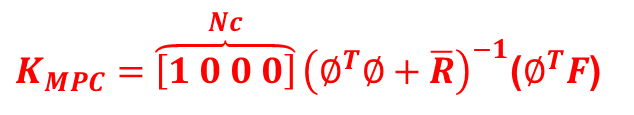 Nc
K_MPC = [1 0 0 0] (∅^T ∅ + R̅)^−1 (∅^T F)